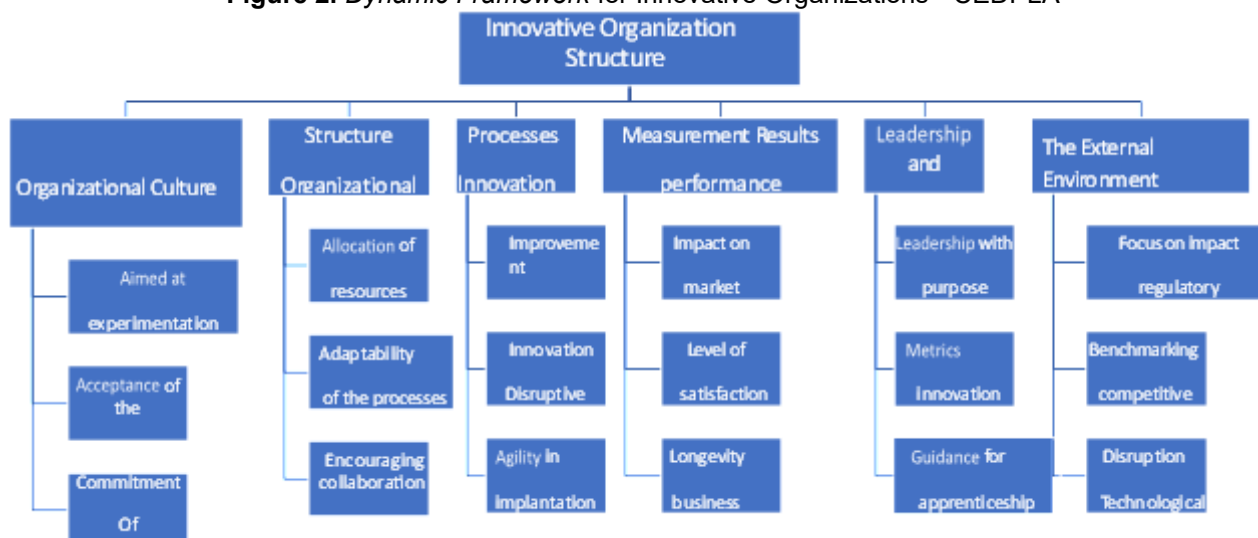 Figure 2. Dynamic Framework for Innovative Organizations
Innovative Organization
Structure
Organizational Culture
Aimed at
experimentation
Acceptance of
the
Commitment
Of
Structure
Organizational
Allocation of
resources
Adaptability
of the processes
Encouraging
collaboration
Processes
Innovation
Improveme
nt
Innovation
Disruptive
Agility in
implantation
Measurement Results
performance
Impact on
market
Level of
satisfaction
Longevity
business
Leadership
and
Leadership with
purpose
Metrics
Innovation
Guidance for
apprenticeship
The External
Environment
Focus on impact
regulatory
Benchmarking
competitive
Disruption
Technological